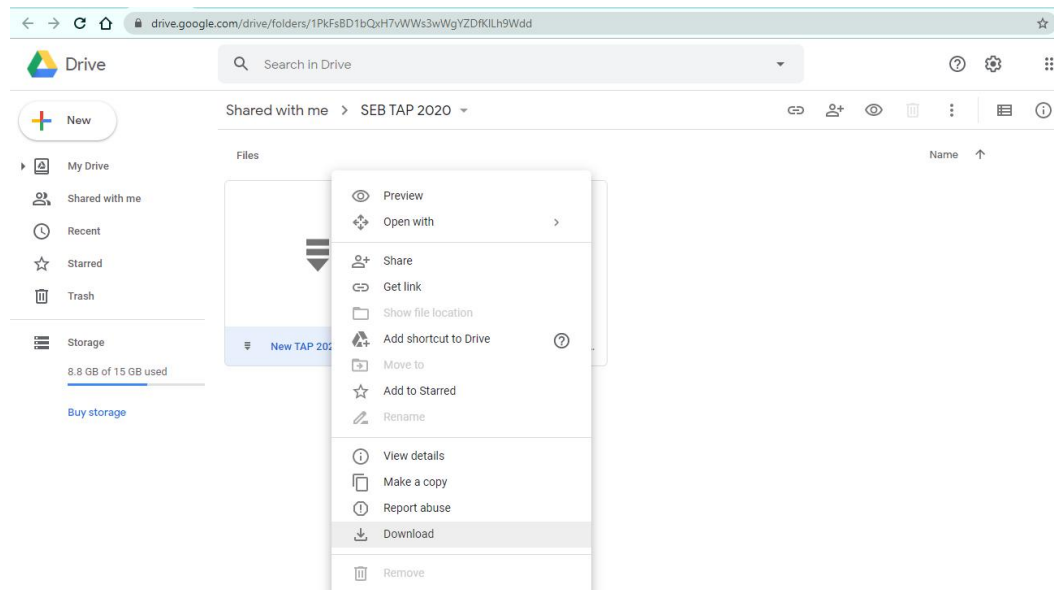 drive.google.com/drive/folders/1PkFsBD1bQxH7vWWs3wWgYZDfKlLh9Wdd
Drive
Search in Drive
New
Shared with me > SEB TAP 2020
My Drive
Shared with me
Recent
Starred
Trash
Storage
8.8 GB of 15 GB used
Buy storage
Files
Name
New TAP 202
..
Preview
Open with
Share
Get link
Show file location
Add shortcut to Drive
Move to
Add to Starred
Rename
View details
Make a copy
Report abuse
Download
Remove